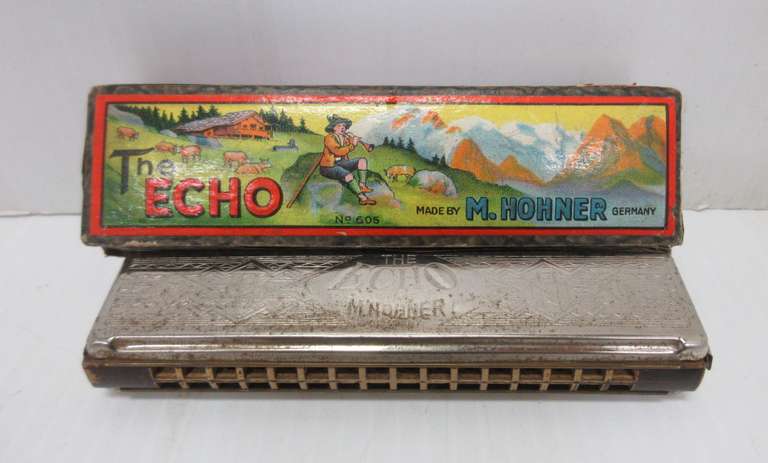 The
ECHO
No 605
MADE BY M. HOHNER GERMANY
THE
ECHO
M.HOHNER